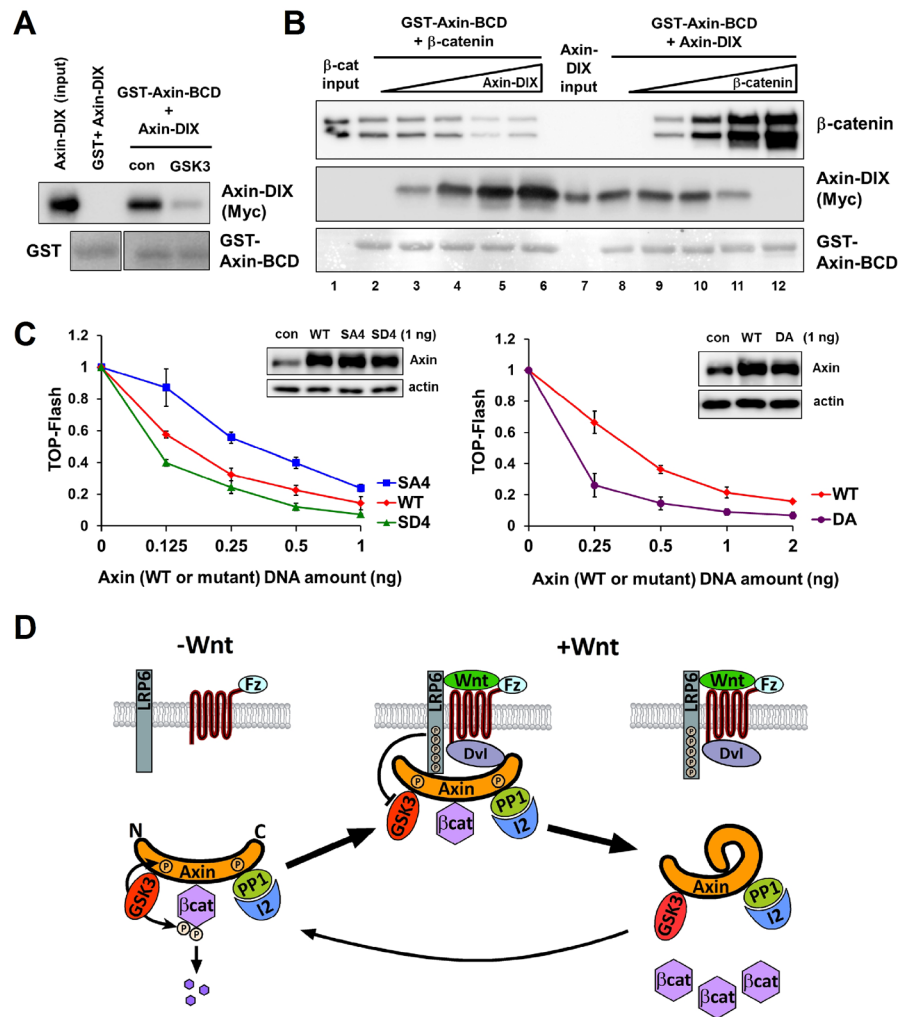 A
Axin-DIX (input)
GST+ Axin-DIX
GST-Axin-BCD
+
Axin-DIX
con GSK3
Axin-DIX
(Myc)
GST
GST-
Axin-BCD
B
β-cat
input
GST-Axin-BCD
+ β-catenin
Axin-DIX
Axin-
DIX
input
GST-Axin-BCD
+ Axin-DIX
β-catenin
β-catenin
Axin-DIX
(Myc)
GST-
Axin-BCD
1 2 3 4 5 6 7 8 9 10 11 12
C
TOP-Flash
1.2
1
0.8
0.6
0.4
0.2
0
0 0.125 0.25 0.5 1
Axin (WT or mutant) DNA amount (ng)
con WT SA4 SD4 (1 ng)
Axin
actin
SA4
WT
SD4
TOP-Flash
1.2
1
0.8
0.6
0.4
0.2
0
0 0.25 0.5 1 2
Axin (WT or mutant) DNA amount (ng)
con WT DA (1 ng)
Axin
actin
WT
DA
D
-Wnt
+Wnt
LRP6
Fz
N
C
Axin
P
P
GSK3
βcat
PP1
I2
P
P
LRP6
Wnt
Fz
P
P
P
P
P
Dvl
P
Axin
P
GSK3
βcat
PP1
I2
LRP6
Wnt
Fz
P
P
P
P
P
Dvl
Axin
GSK3
PP1
I2
βcat
βcat
βcat